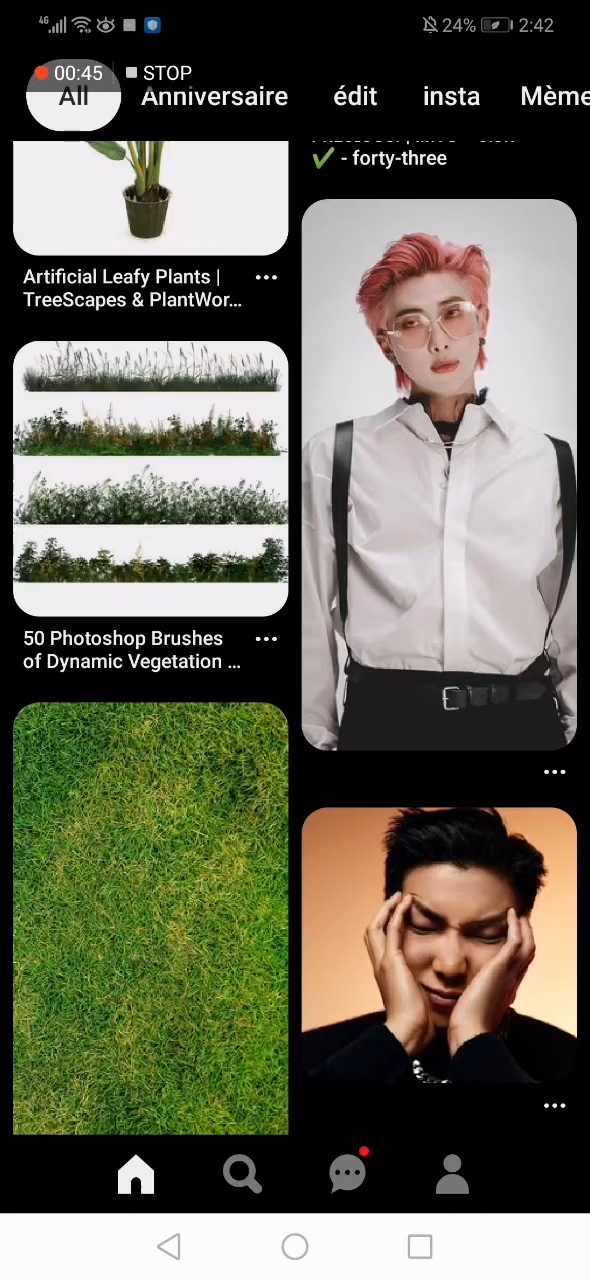 4G
24%
2:42
00:45
STOP
All
Anniversaire
édit
insta
Mème
✔ - forty-three
Artificial Leafy Plants |
TreeScapes & PlantWor...
50 Photoshop Brushes
of Dynamic Vegetation ...